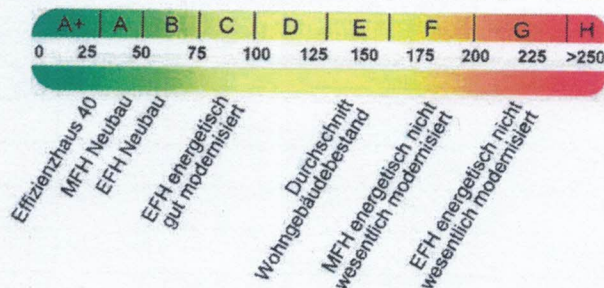 A+ A B C D E F G H
0 25 50 75 100 125 150 175 200 225 >250
Effizienzhaus 40
MFH Neubau
EFH Neubau
EFH energetisch
gut modernisiert
Durchschnitt
Wohngebäudebestand
MFH energetisch nicht
wesentlich modernisiert
EFH energetisch nicht
wesentlich modernisiert